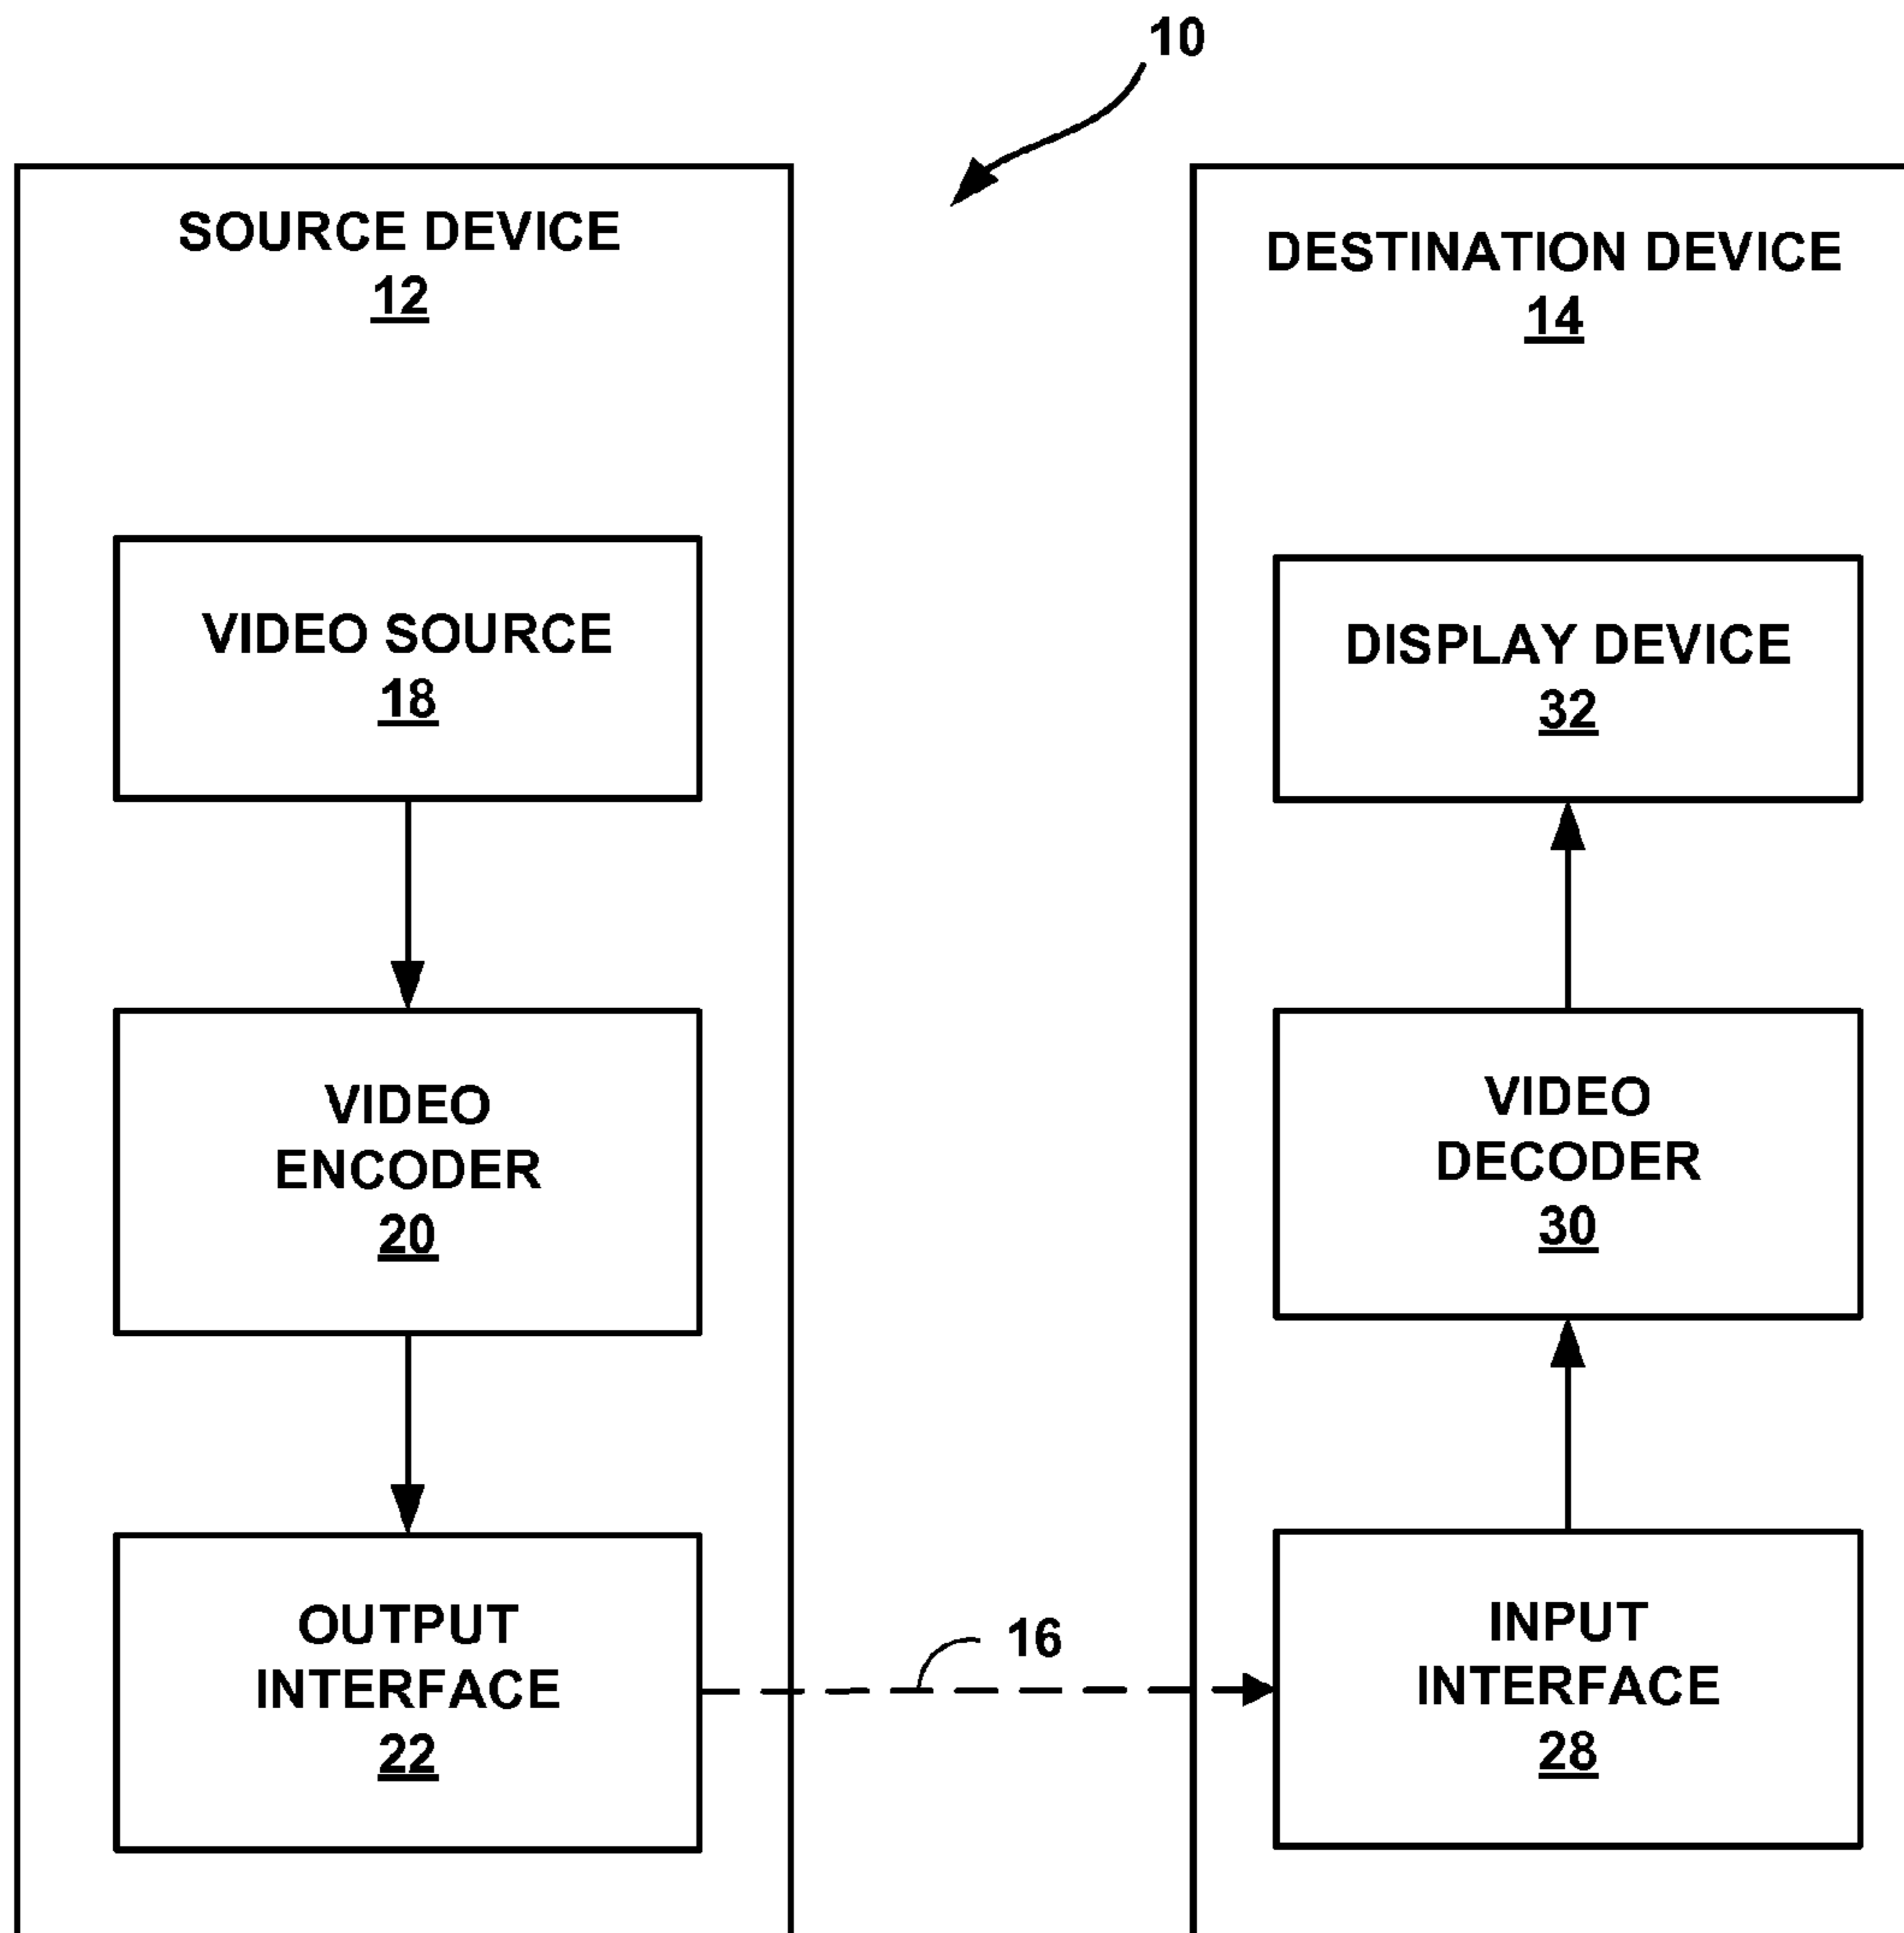 10
SOURCE DEVICE
12
VIDEO SOURCE
18
VIDEO
ENCODER
20
OUTPUT
INTERFACE
22
16
DESTINATION DEVICE
14
DISPLAY DEVICE
32
VIDEO
DECODER
30
INPUT
INTERFACE
28